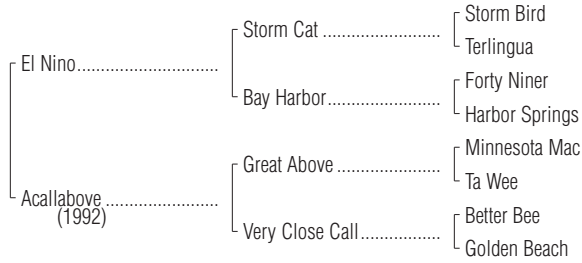 Storm Bird
Storm Cat ........................
Terlingua
El Nino.............................
Forty Niner
Bay Harbor.......................
Harbor Springs
Minnesota Mac
Great Above .....................
Ta Wee
Acallabove .......................
(1992)
Better Bee
Very Close Call................
Golden Beach